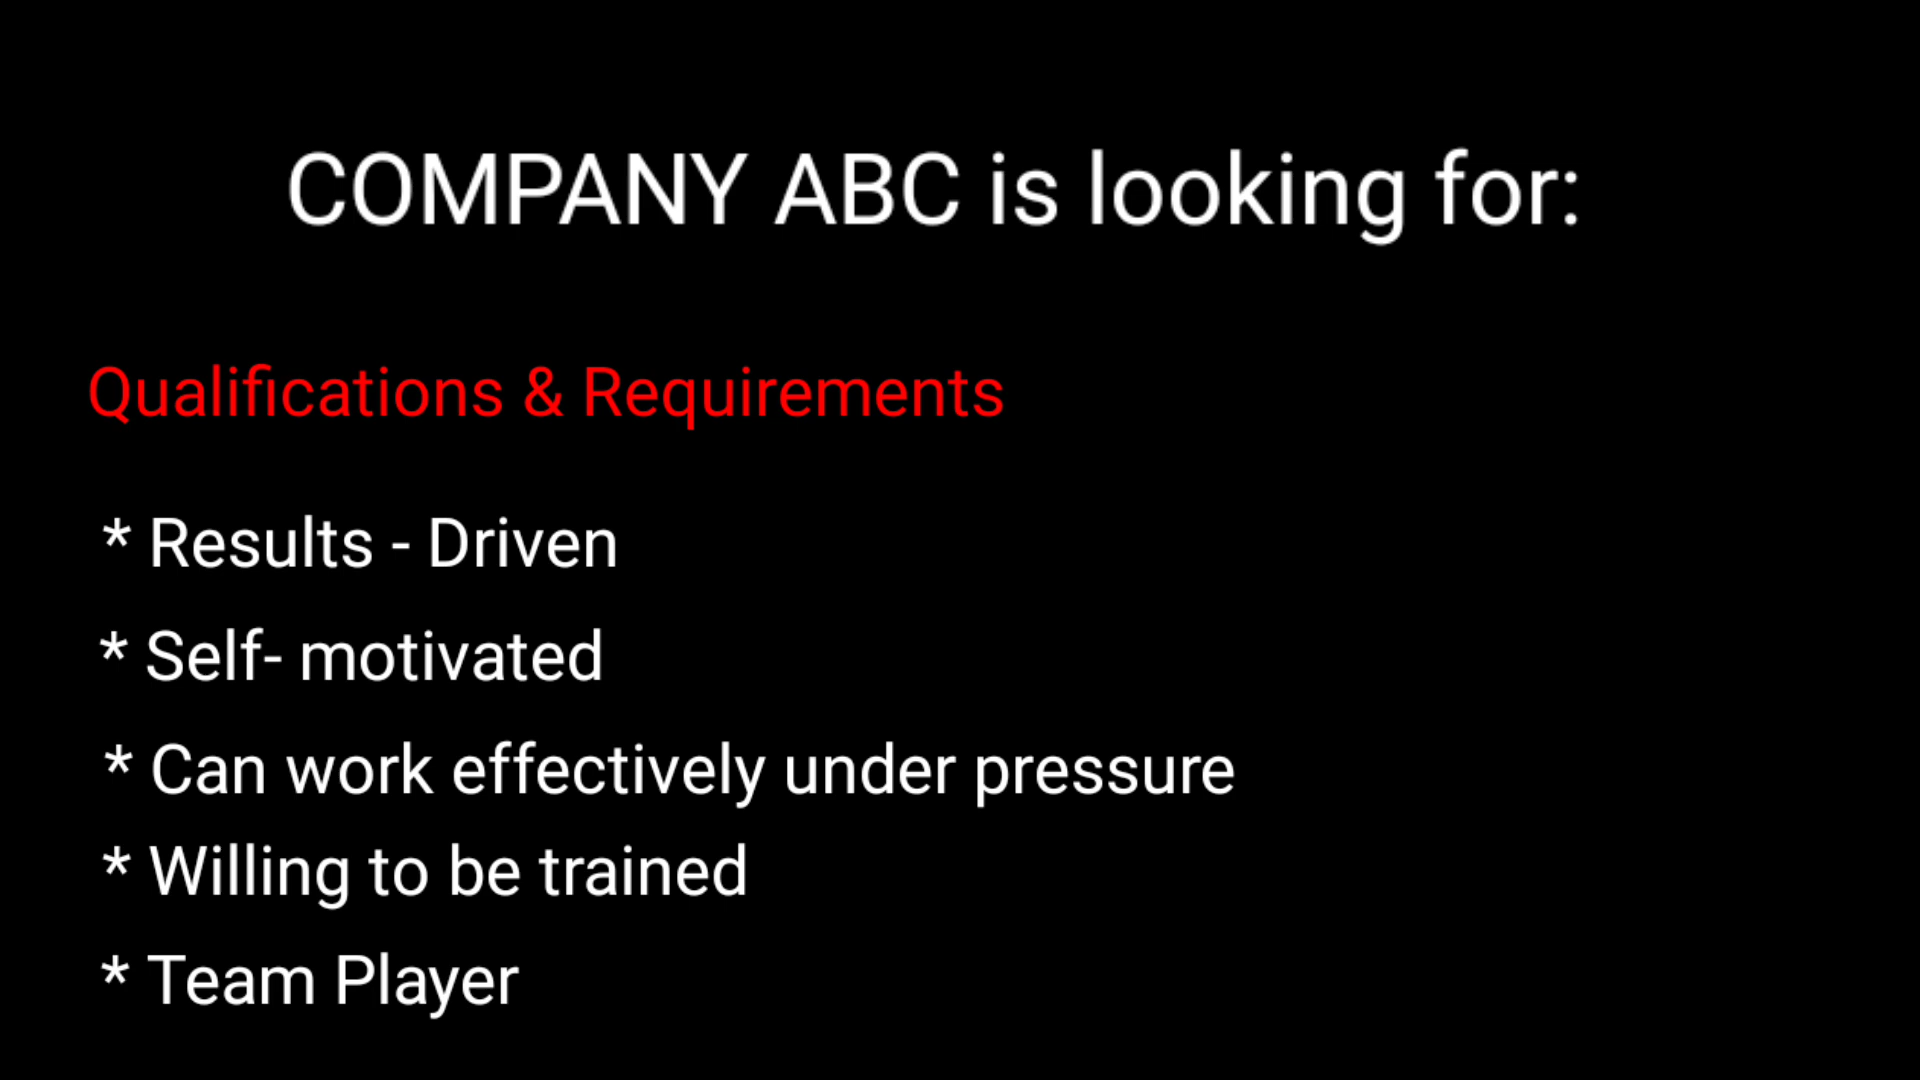 COMPANY ABC is looking for:
Qualifications & Requirements
* Results - Driven
* Self- motivated
* Can work effectively under pressure
* Willing to be trained
* Team Player